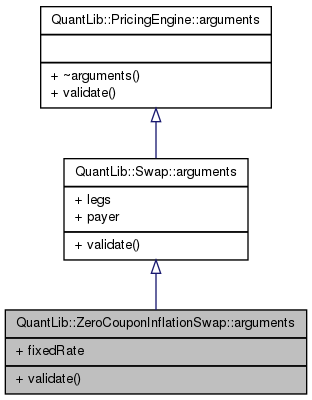 QuantLib::PricingEngine::arguments
+ ~arguments()
+ validate()
QuantLib::Swap::arguments
+ legs
+ payer
+ validate()
QuantLib::ZeroCouponInflationSwap::arguments
+ fixedRate
+ validate()